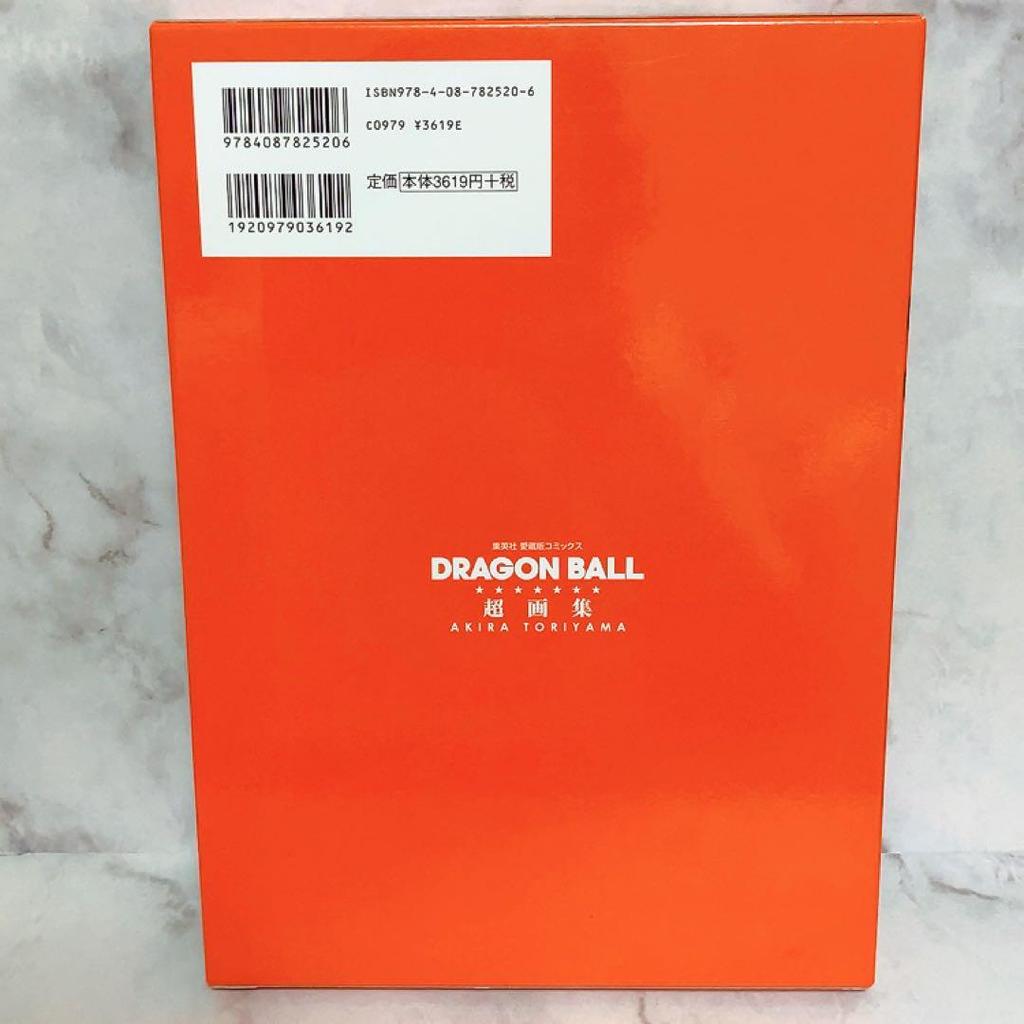 ISBN978-4-08-782520-6
9784087825206
C0979 ¥3619E
定価 本体3619円+税
1920979036192
集英社 愛蔵版コミックス
DRAGON BALL
★★★★★★★
超画集
AKIRA TORIYAMA